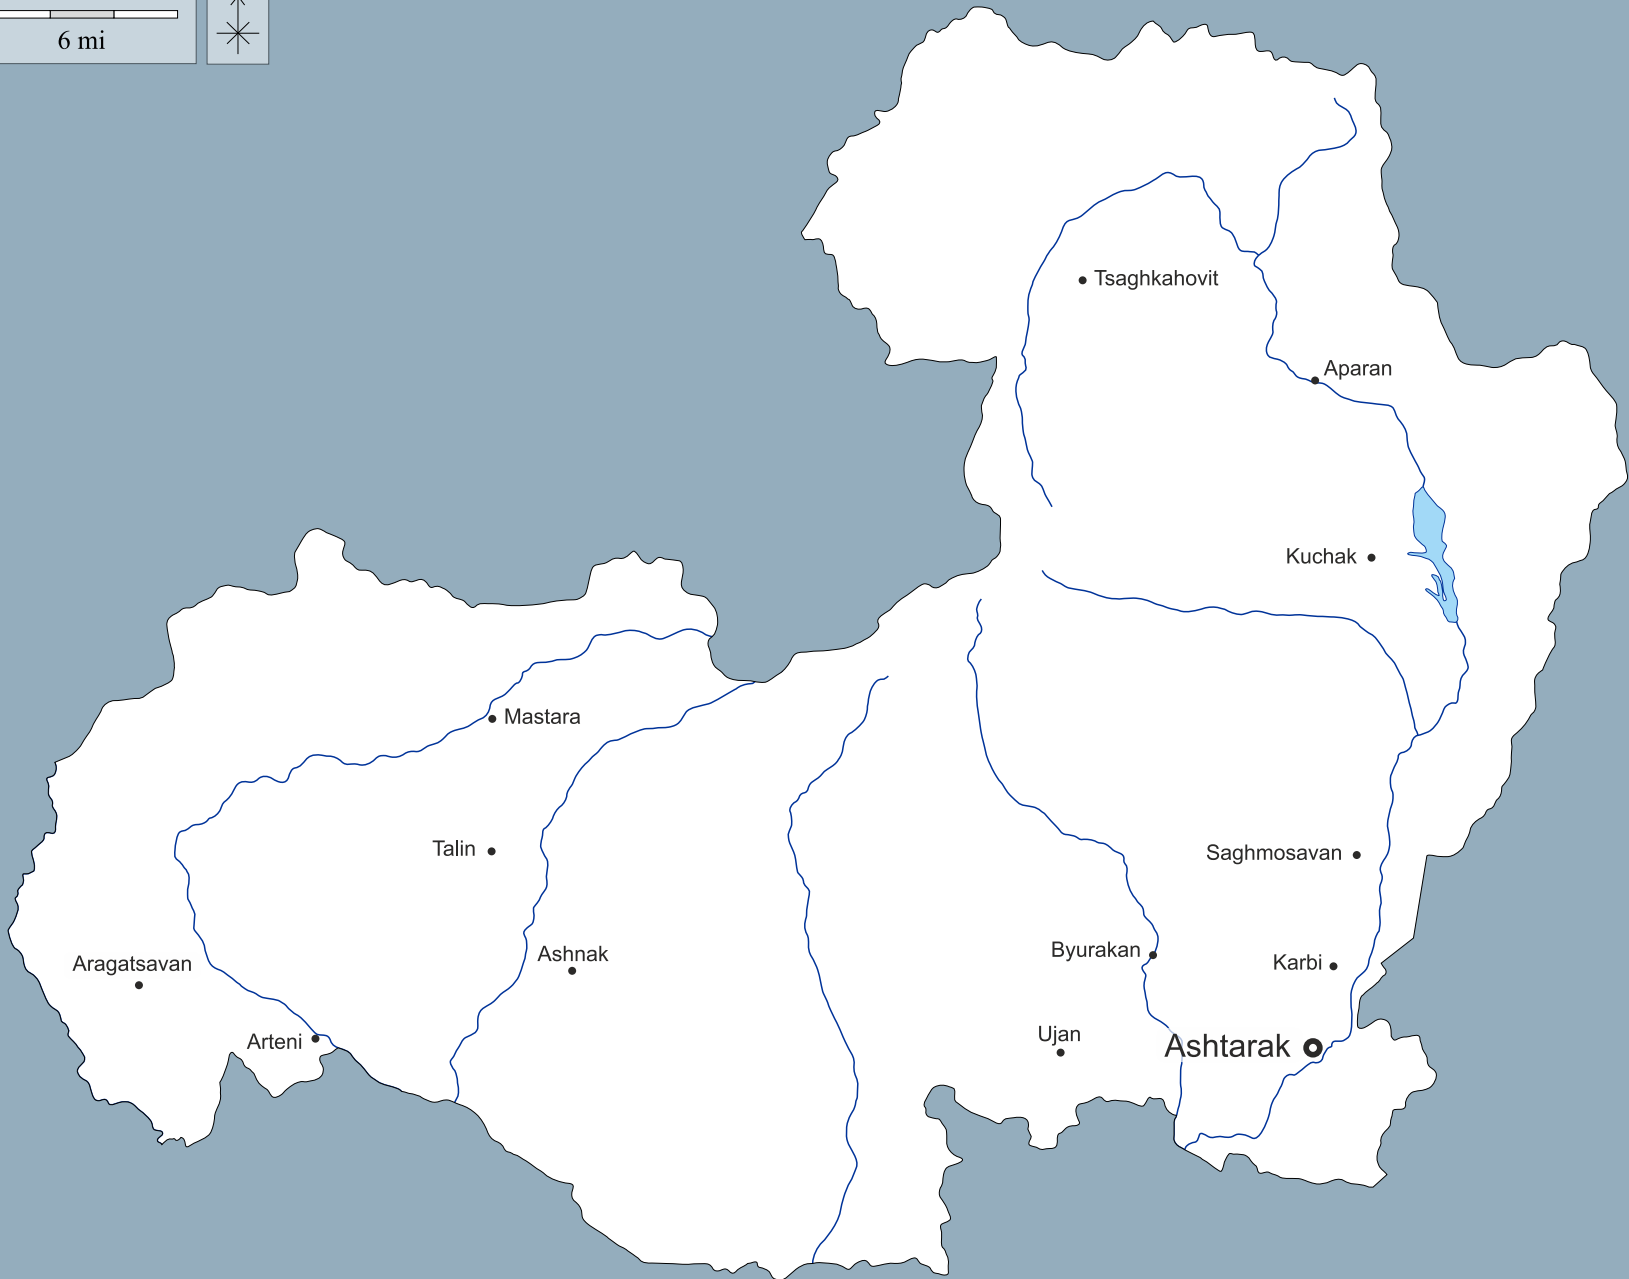 6 mi
Tsaghkahovit
Aparan
Kuchak
Mastara
Talin
Saghmosavan
Ashnak
Byurakan
Aragatsavan
Karbi
Arteni
Ujan
Ashtarak